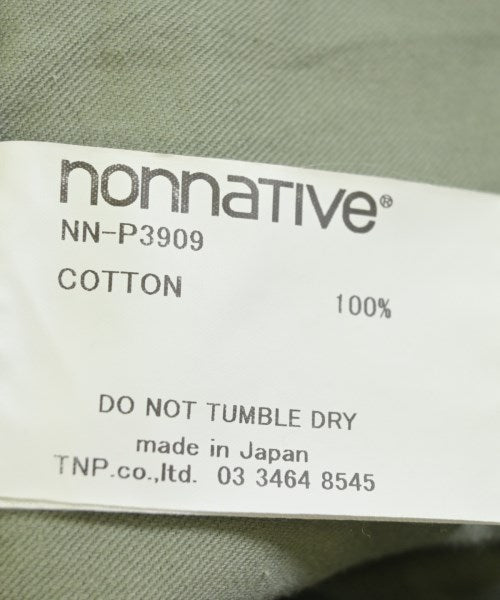 nonnaTIVe®
NN-P3909
COTTON 100%
DO NOT TUMBLE DRY
made in Japan
TNP.co.,ltd. 03 3464 8545